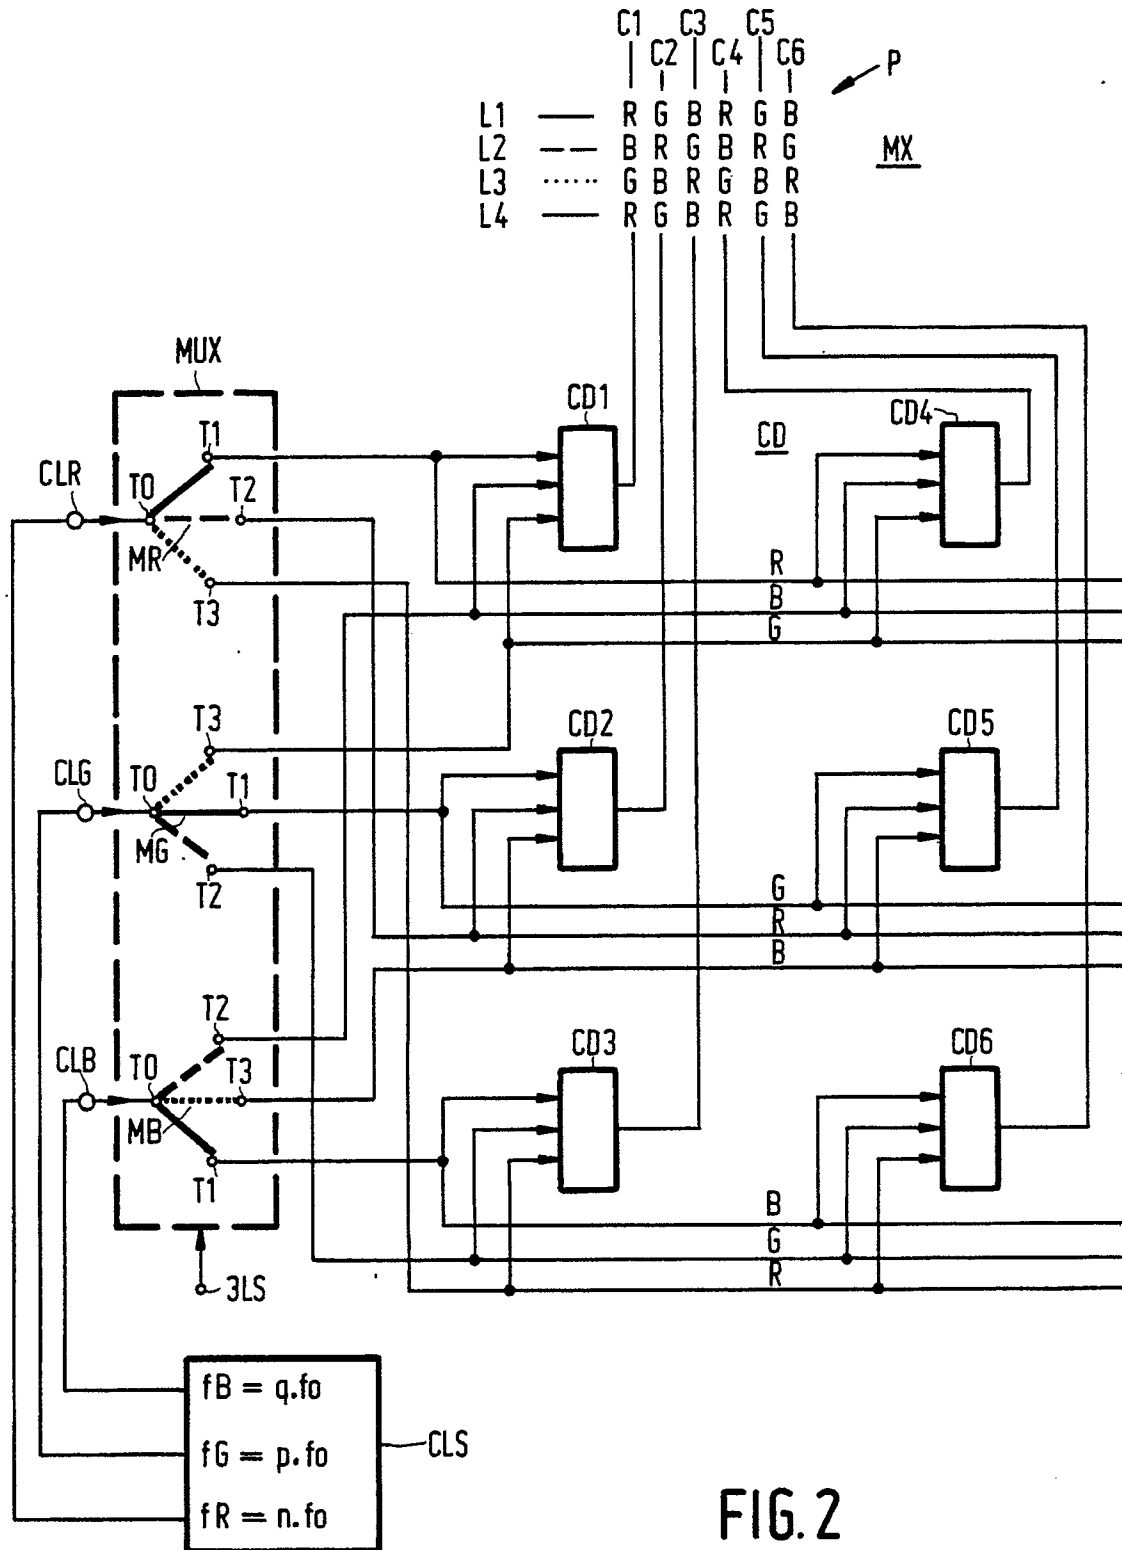 C1 C3 C5
C2 C4 C6
P
L1 R G B R G B
L2 B R G B R G
MX
L3 G B R G B R
L4 R G B R G B
MUX
CD1
CD4
T1
CD
CLR
T0
T2
MR
R
T3
B
G
T3
CD2
CD5
CLG
T0
T1
MG
T2
G
R
B
T2
CD3
CD6
CLB
T0
T3
MB
T1
B
G
R
3LS
fB = q.fo
fG = p.fo
CLS
fR = n.fo
FIG. 2